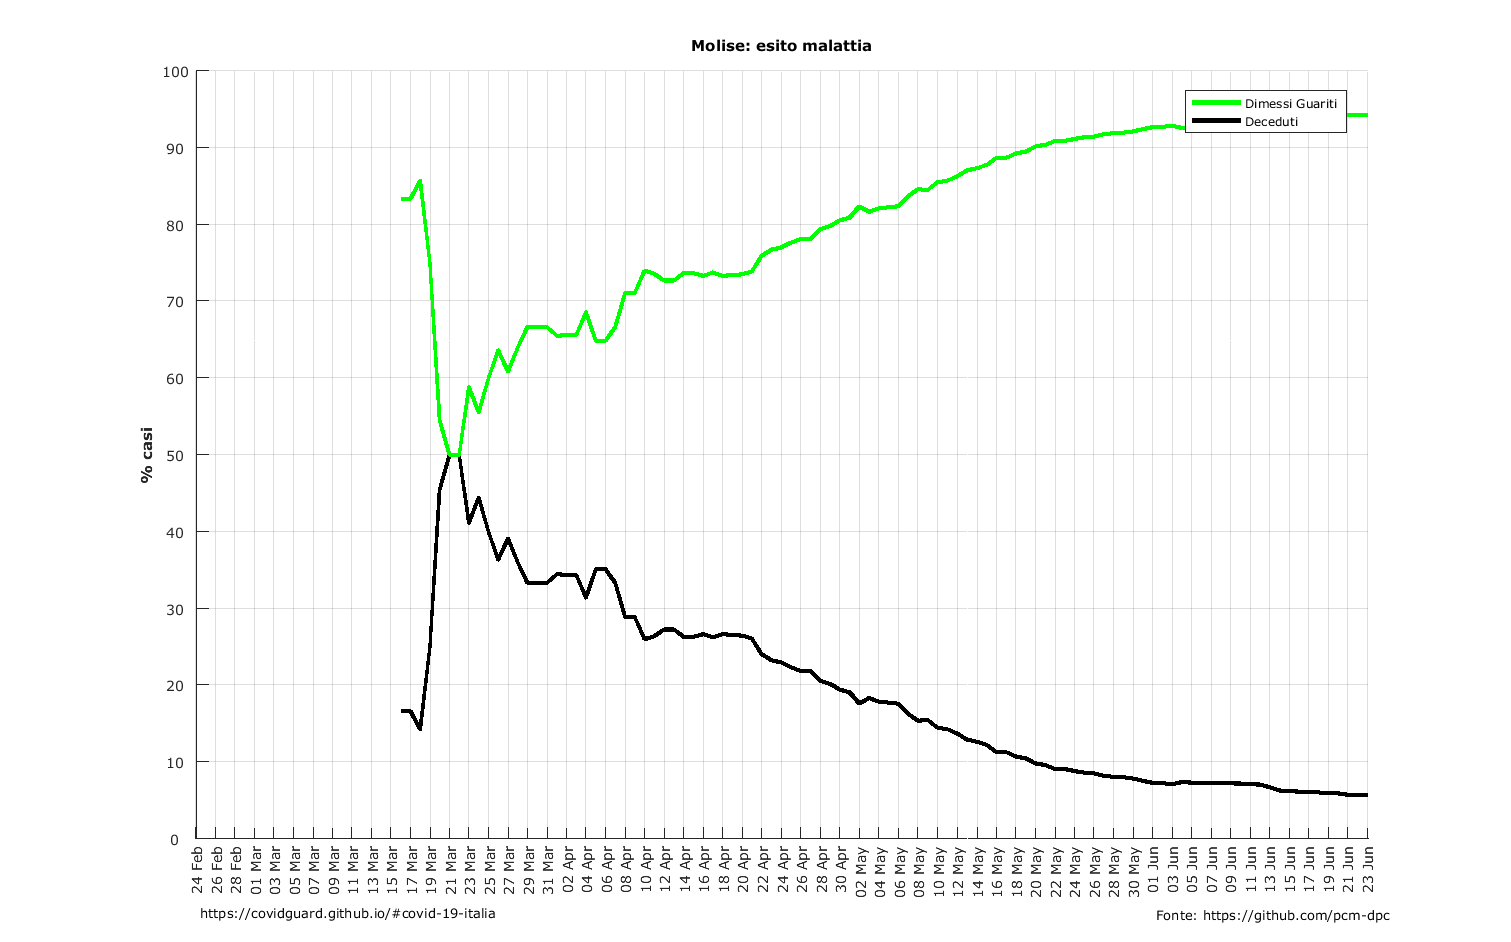 Molise: esito malattia
Dimessi Guariti
Deceduti
% casi
100
90
80
70
60
50
40
30
20
10
0
24 Feb
26 Feb
28 Feb
01 Mar
03 Mar
05 Mar
07 Mar
09 Mar
11 Mar
13 Mar
15 Mar
17 Mar
19 Mar
21 Mar
23 Mar
25 Mar
27 Mar
29 Mar
31 Mar
02 Apr
04 Apr
06 Apr
08 Apr
10 Apr
12 Apr
14 Apr
16 Apr
18 Apr
20 Apr
22 Apr
24 Apr
26 Apr
28 Apr
30 Apr
02 May
04 May
06 May
08 May
10 May
12 May
14 May
16 May
18 May
20 May
22 May
24 May
26 May
28 May
30 May
01 Jun
03 Jun
05 Jun
07 Jun
09 Jun
11 Jun
13 Jun
15 Jun
17 Jun
19 Jun
21 Jun
23 Jun
https://covidguard.github.io/#covid-19-italia
Fonte: https://github.com/pcm-dpc